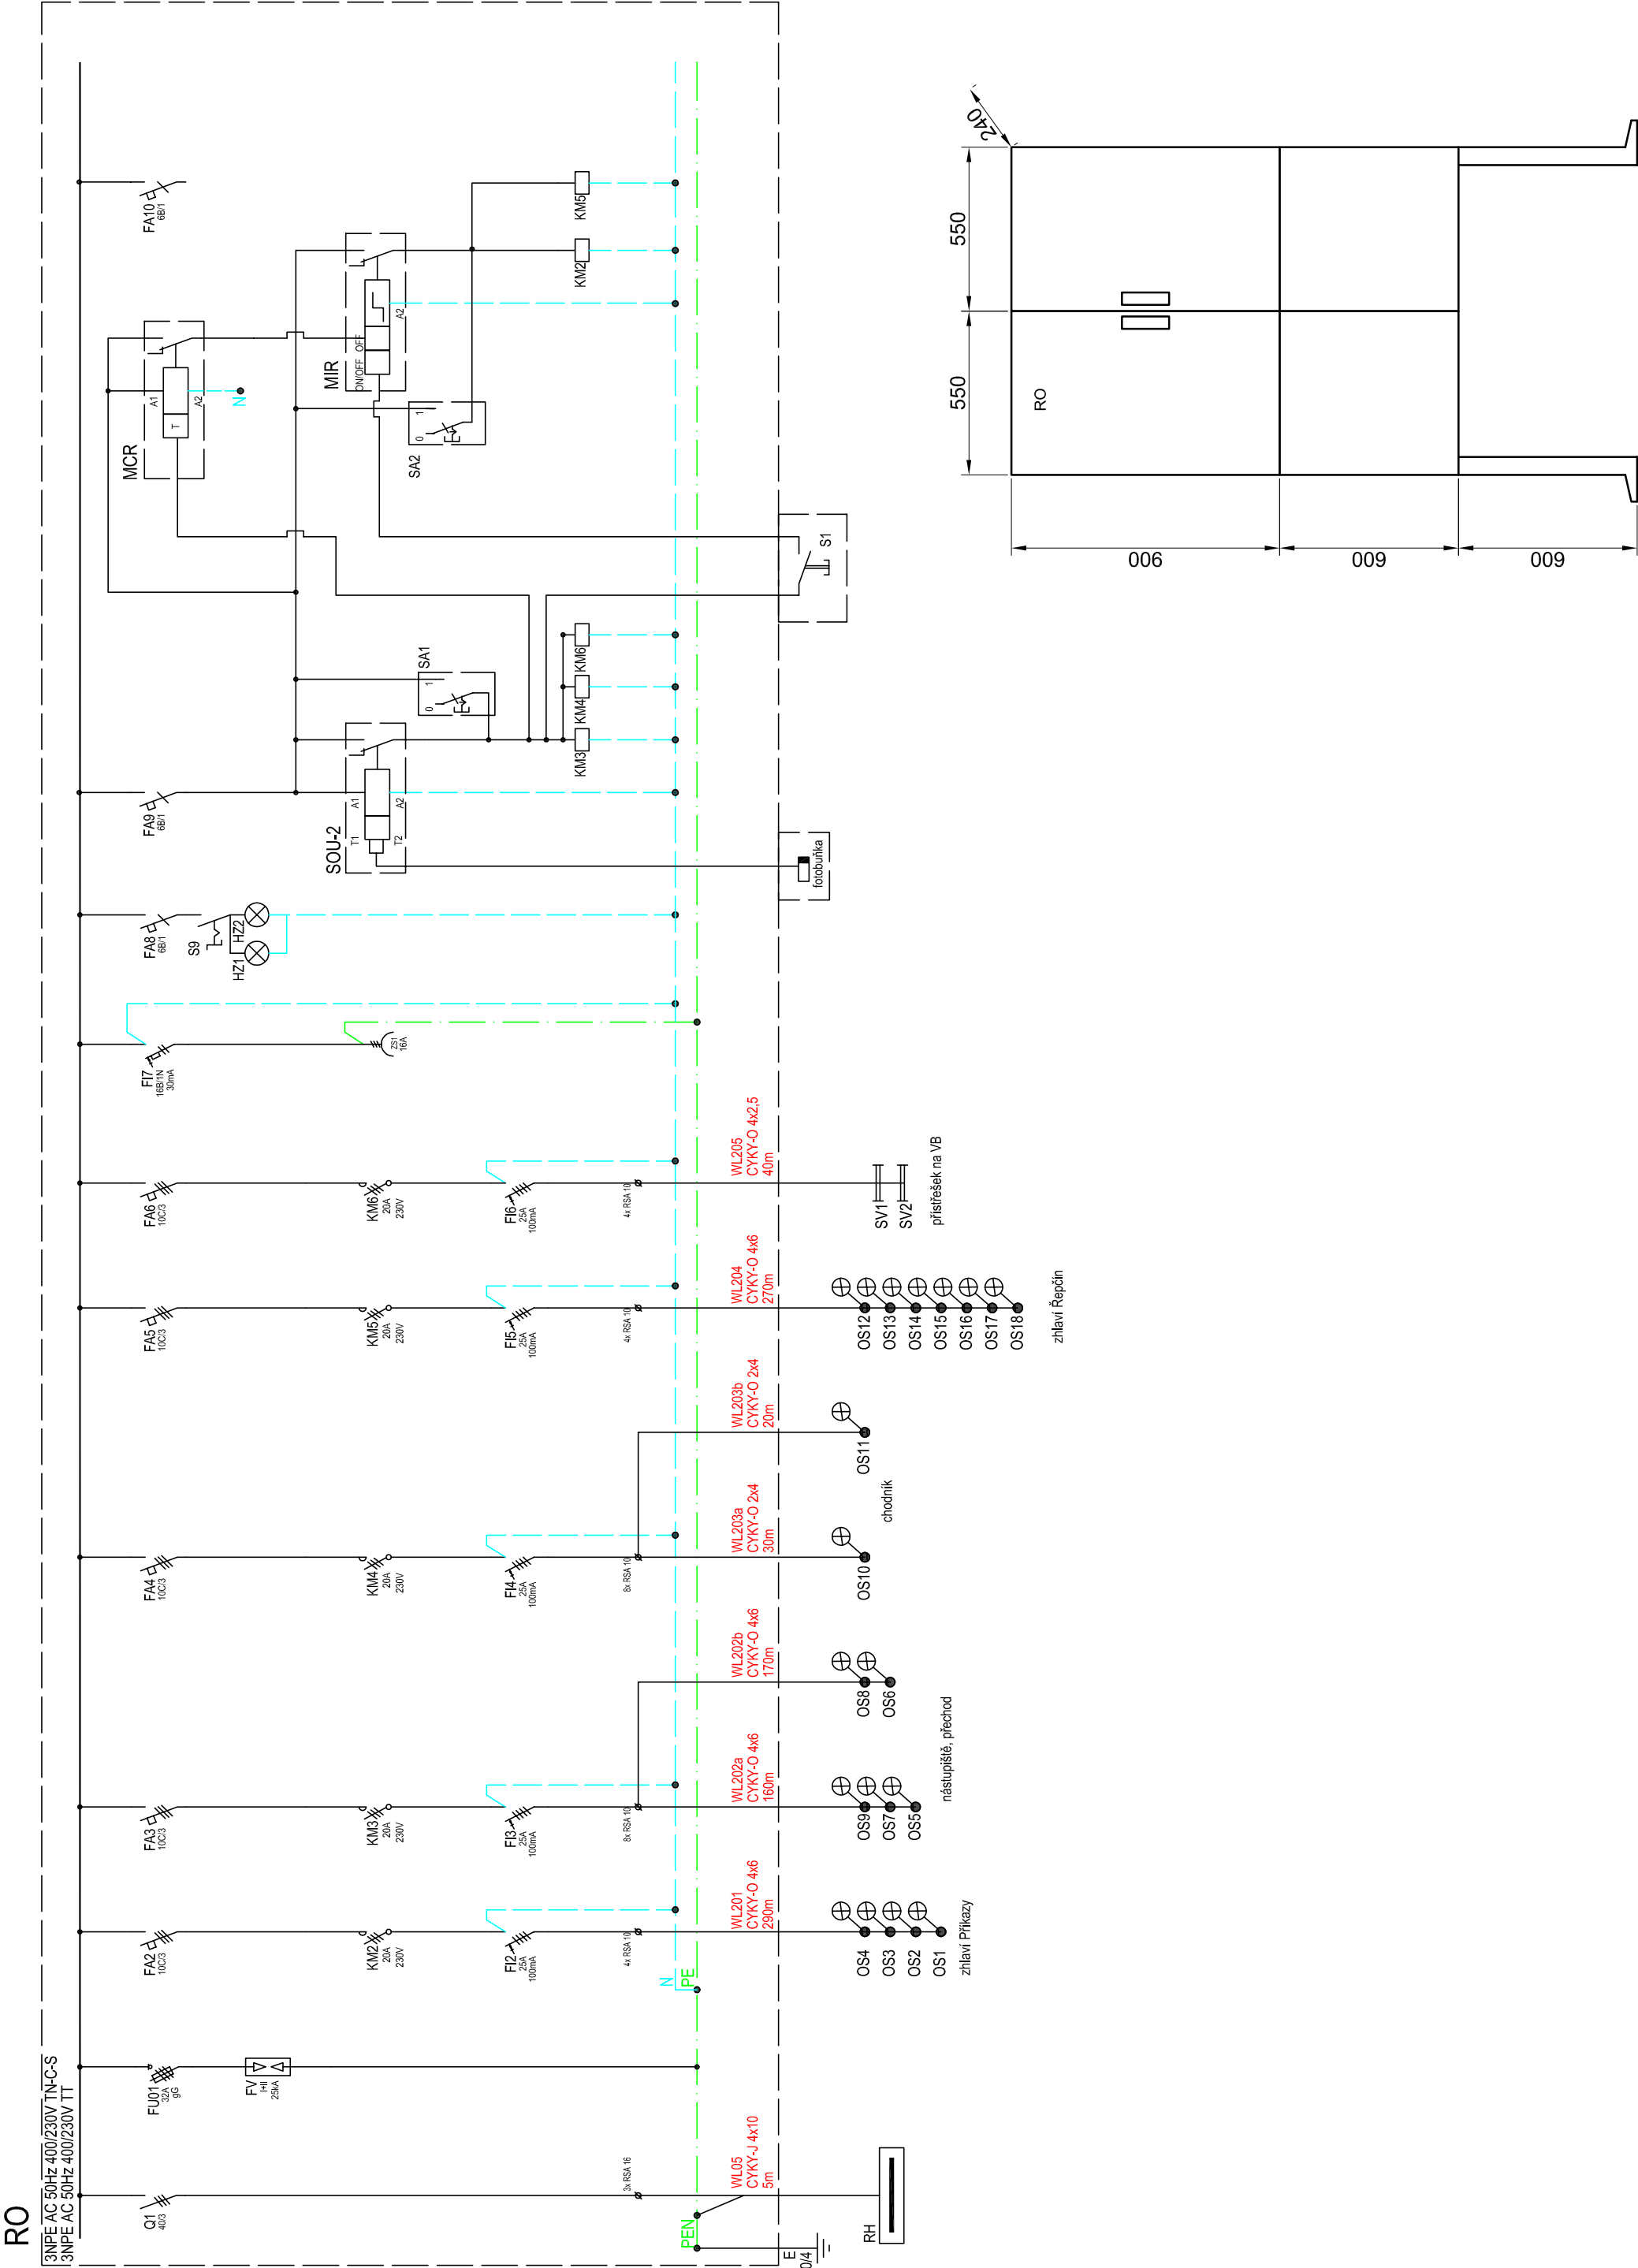 RO
3NPE AC 50Hz 400/230V TN-C-S
3NPE AC 50Hz 400/230V TT
Q1
40/3
3x RSA 16
PEN
WL05
CYKY-J 4x10
5m
RH
E
0/4
FU01
32A
gG
FV
I+II
25kA
N
PE
FA2
10C/3
KM2
20A
230V
FI2
25A
100mA
4x RSA 10
WL201
CYKY-O 4x6
290m
OS4
OS3
OS2
OS1
zhlaví Příkazy
FA3
10C/3
KM3
20A
230V
FI3
25A
100mA
8x RSA 10
WL202a
CYKY-O 4x6
160m
OS9
OS7
OS5
WL202b
CYKY-O 4x6
170m
OS8
OS6
nástupiště, přechod
FA4
10C/3
KM4
20A
230V
FI4
25A
100mA
8x RSA 10
WL203a
CYKY-O 2x4
30m
OS10
WL203b
CYKY-O 2x4
20m
OS11
chodník
FA5
10C/3
KM5
20A
230V
FI5
25A
100mA
4x RSA 10
WL204
CYKY-O 4x6
270m
OS12
OS13
OS14
OS15
OS16
OS17
OS18
zhlaví Řepčín
FA6
10C/3
KM6
20A
230V
FI6
25A
100mA
4x RSA 10
WL205
CYKY-O 4x2,5
40m
SV1
SV2
přístřešek na VB
FI7
16B/1N
30mA
ZS1
16A
FA8
6B/1
S9
HZ1
HZ2
FA9
6B/1
SOU-2
T1
A1
T2
A2
fotobuňka
SA1
0
1
KM3
KM4
KM6
S1
MCR
A1
T
A2
N
MIR
ON/OFF
OFF
A2
SA2
0
1
KM2
KM5
FA10
6B/1
240
550
550
RO
900
600
600